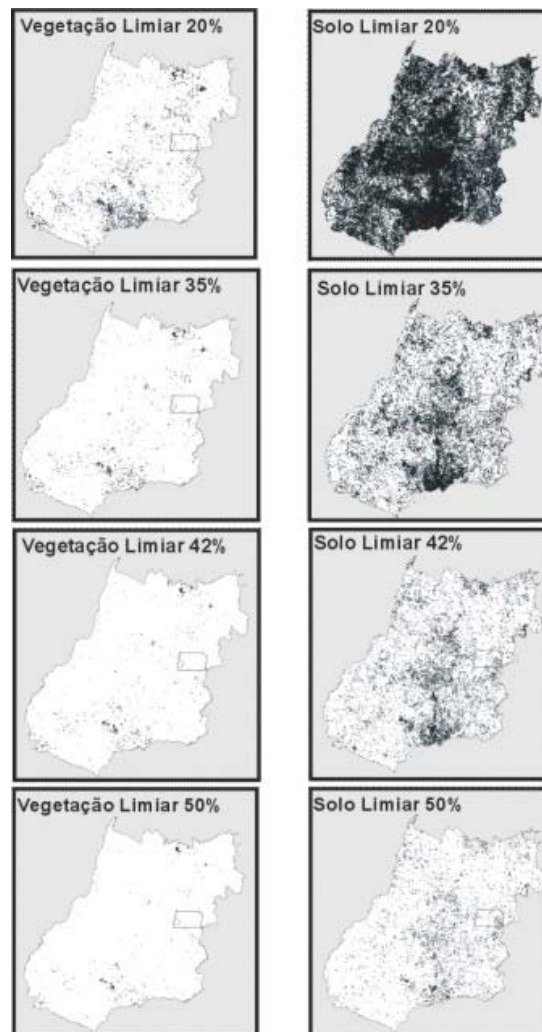 Vegetação Limiar 20%
Solo Limiar 20%
Vegetação Limiar 35%
Solo Limiar 35%
Vegetação Limiar 42%
Solo Limiar 42%
Vegetação Limiar 50%
Solo Limiar 50%